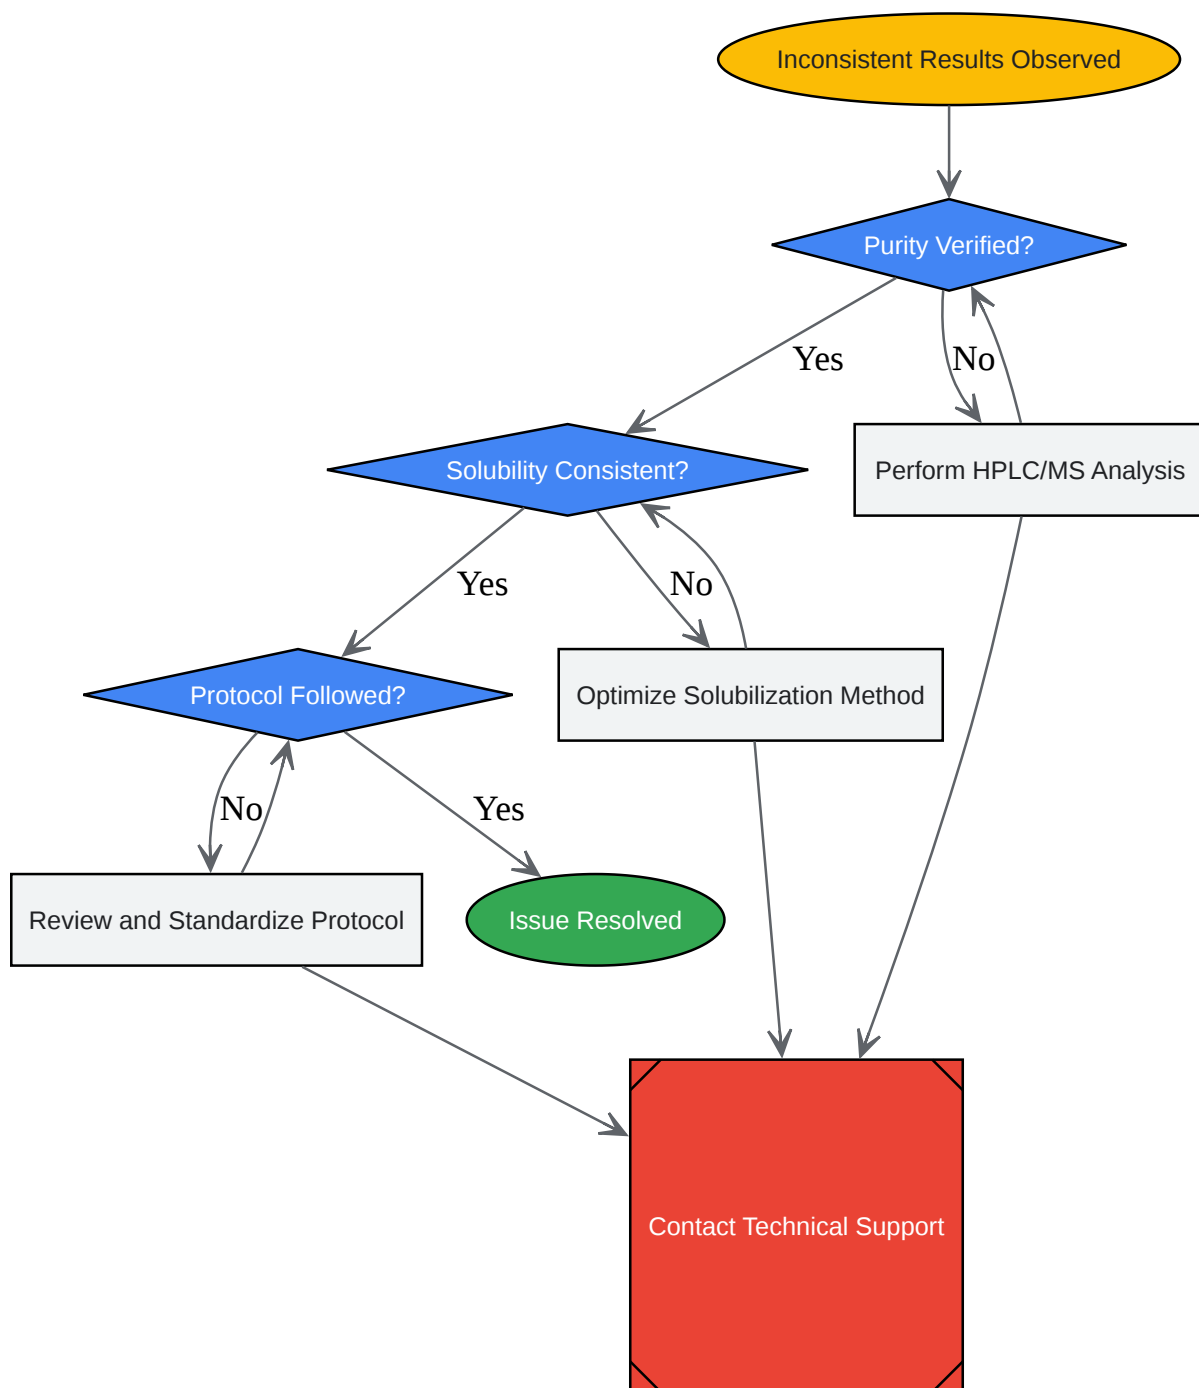 Inconsistent Results Observed
Purity Verified?
Yes
No
Solubility Consistent?
Perform HPLC/MS Analysis
Yes
No
Protocol Followed?
Optimize Solubilization Method
No
Yes
Review and Standardize Protocol
Issue Resolved
Contact Technical Support